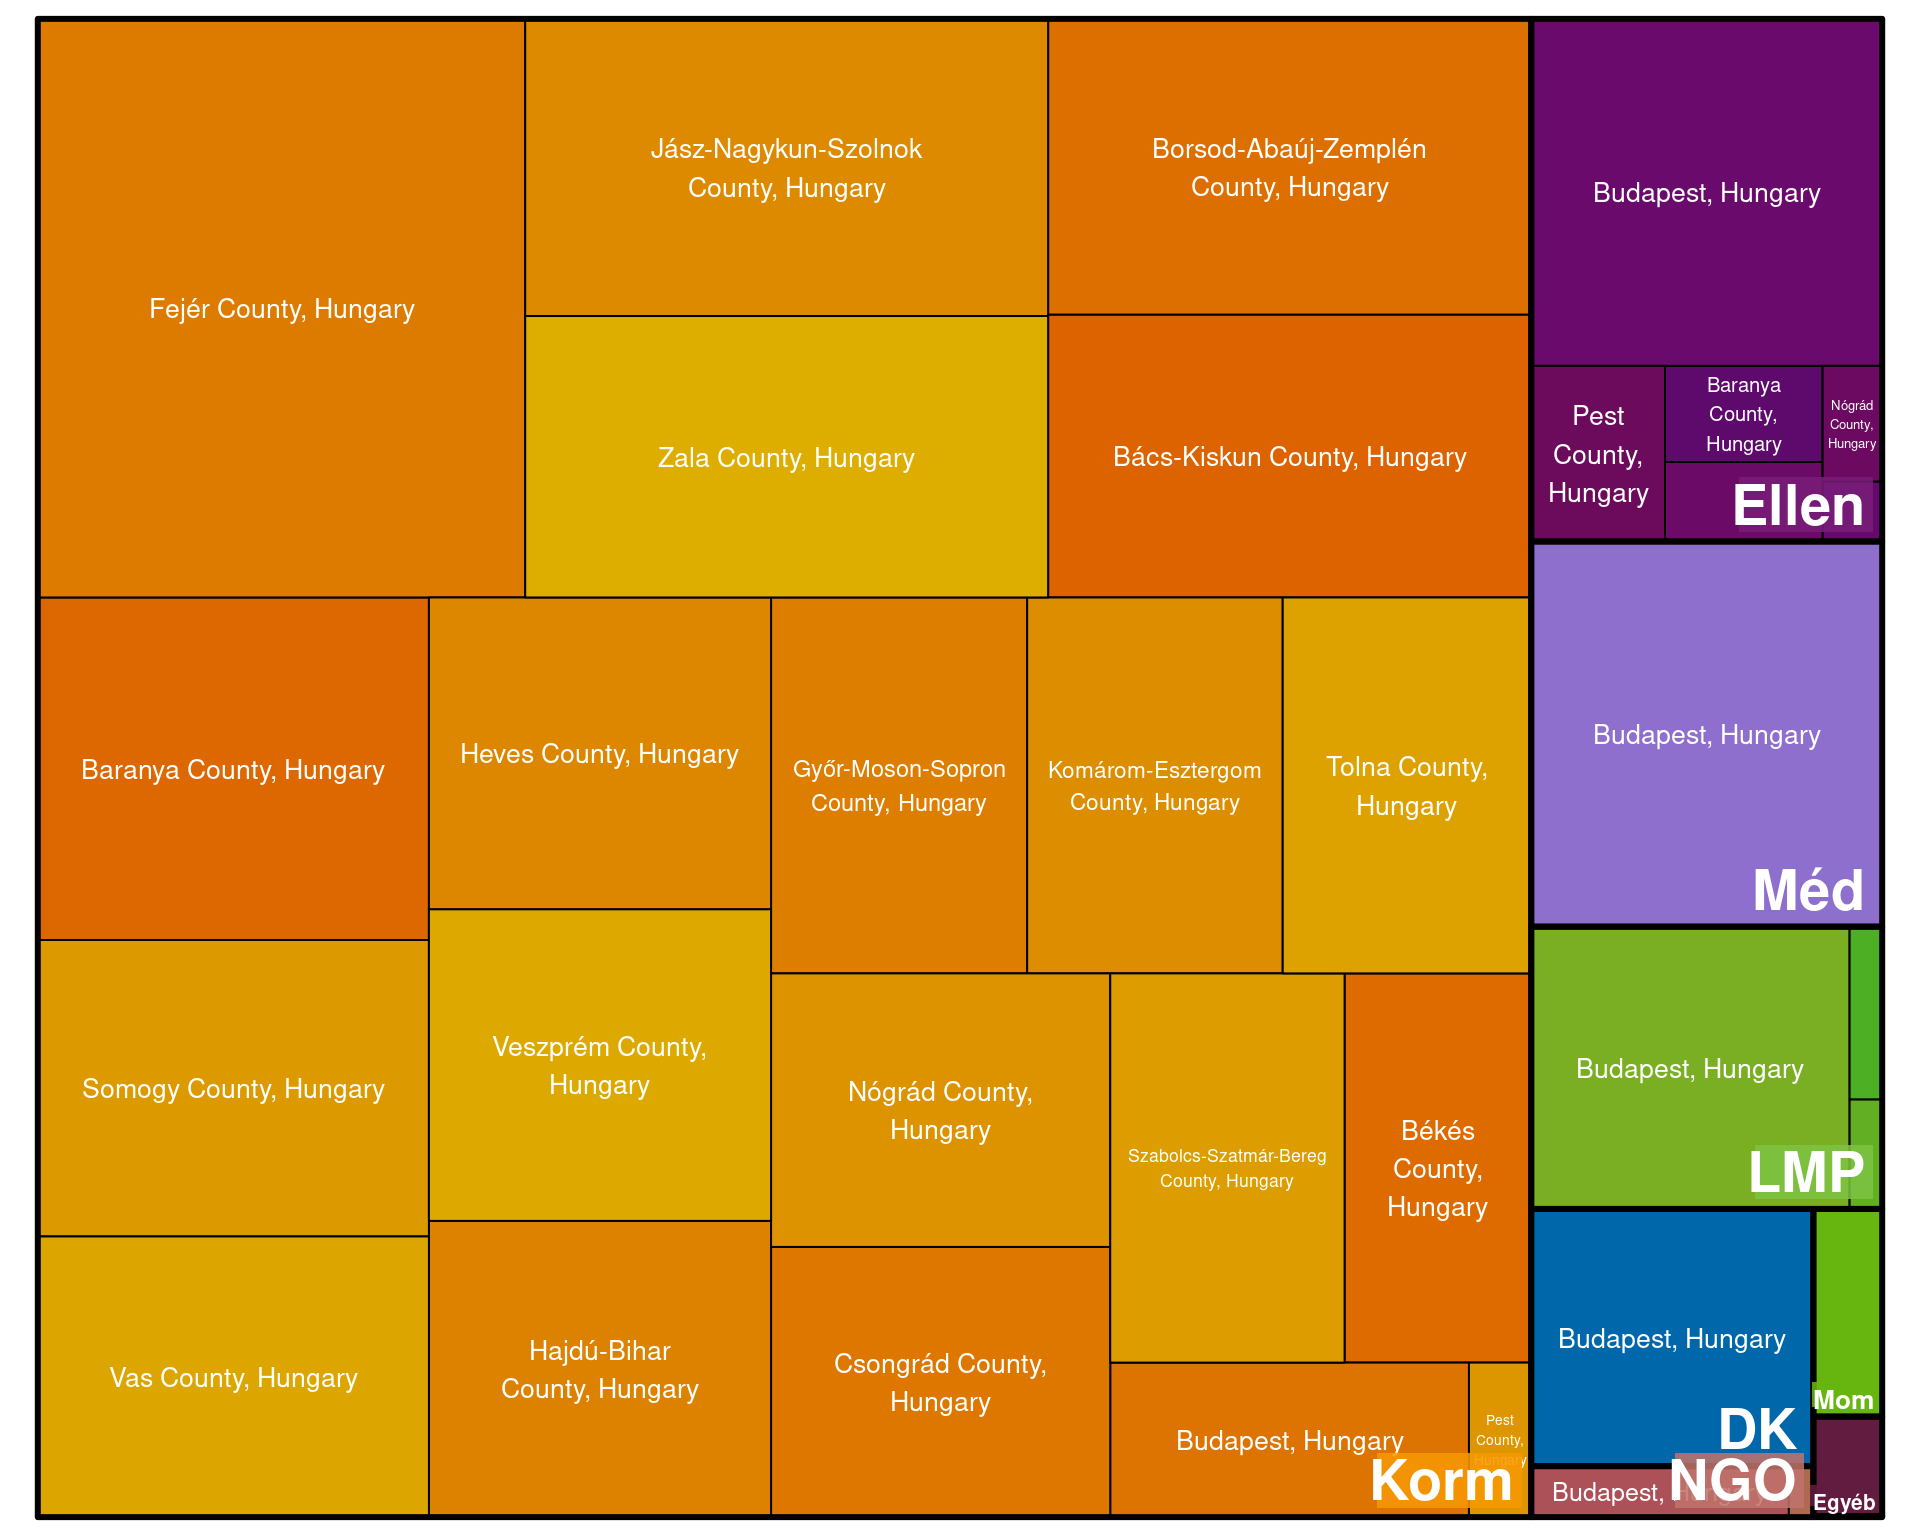 Fejér County, Hungary
Jász-Nagykun-Szolnok
County, Hungary
Borsod-Abaúj-Zemplén
County, Hungary
Zala County, Hungary
Bács-Kiskun County, Hungary
Baranya County, Hungary
Heves County, Hungary
Győr-Moson-Sopron
County, Hungary
Komárom-Esztergom
County, Hungary
Tolna County,
Hungary
Somogy County, Hungary
Veszprém County,
Hungary
Nógrád County,
Hungary
Szabolcs-Szatmár-Bereg
County, Hungary
Békés
County,
Hungary
Vas County, Hungary
Hajdú-Bihar
County, Hungary
Csongrád County,
Hungary
Budapest, Hungary
Pest
County,
Hungary
Korm
Budapest, Hungary
Pest
County,
Hungary
Baranya
County,
Hungary
Nógrád
County,
Hungary
Ellen
Budapest, Hungary
Méd
Budapest, Hungary
LMP
Budapest, Hungary
DK
Mom
Budapest, Hungary
NGO
Egyéb